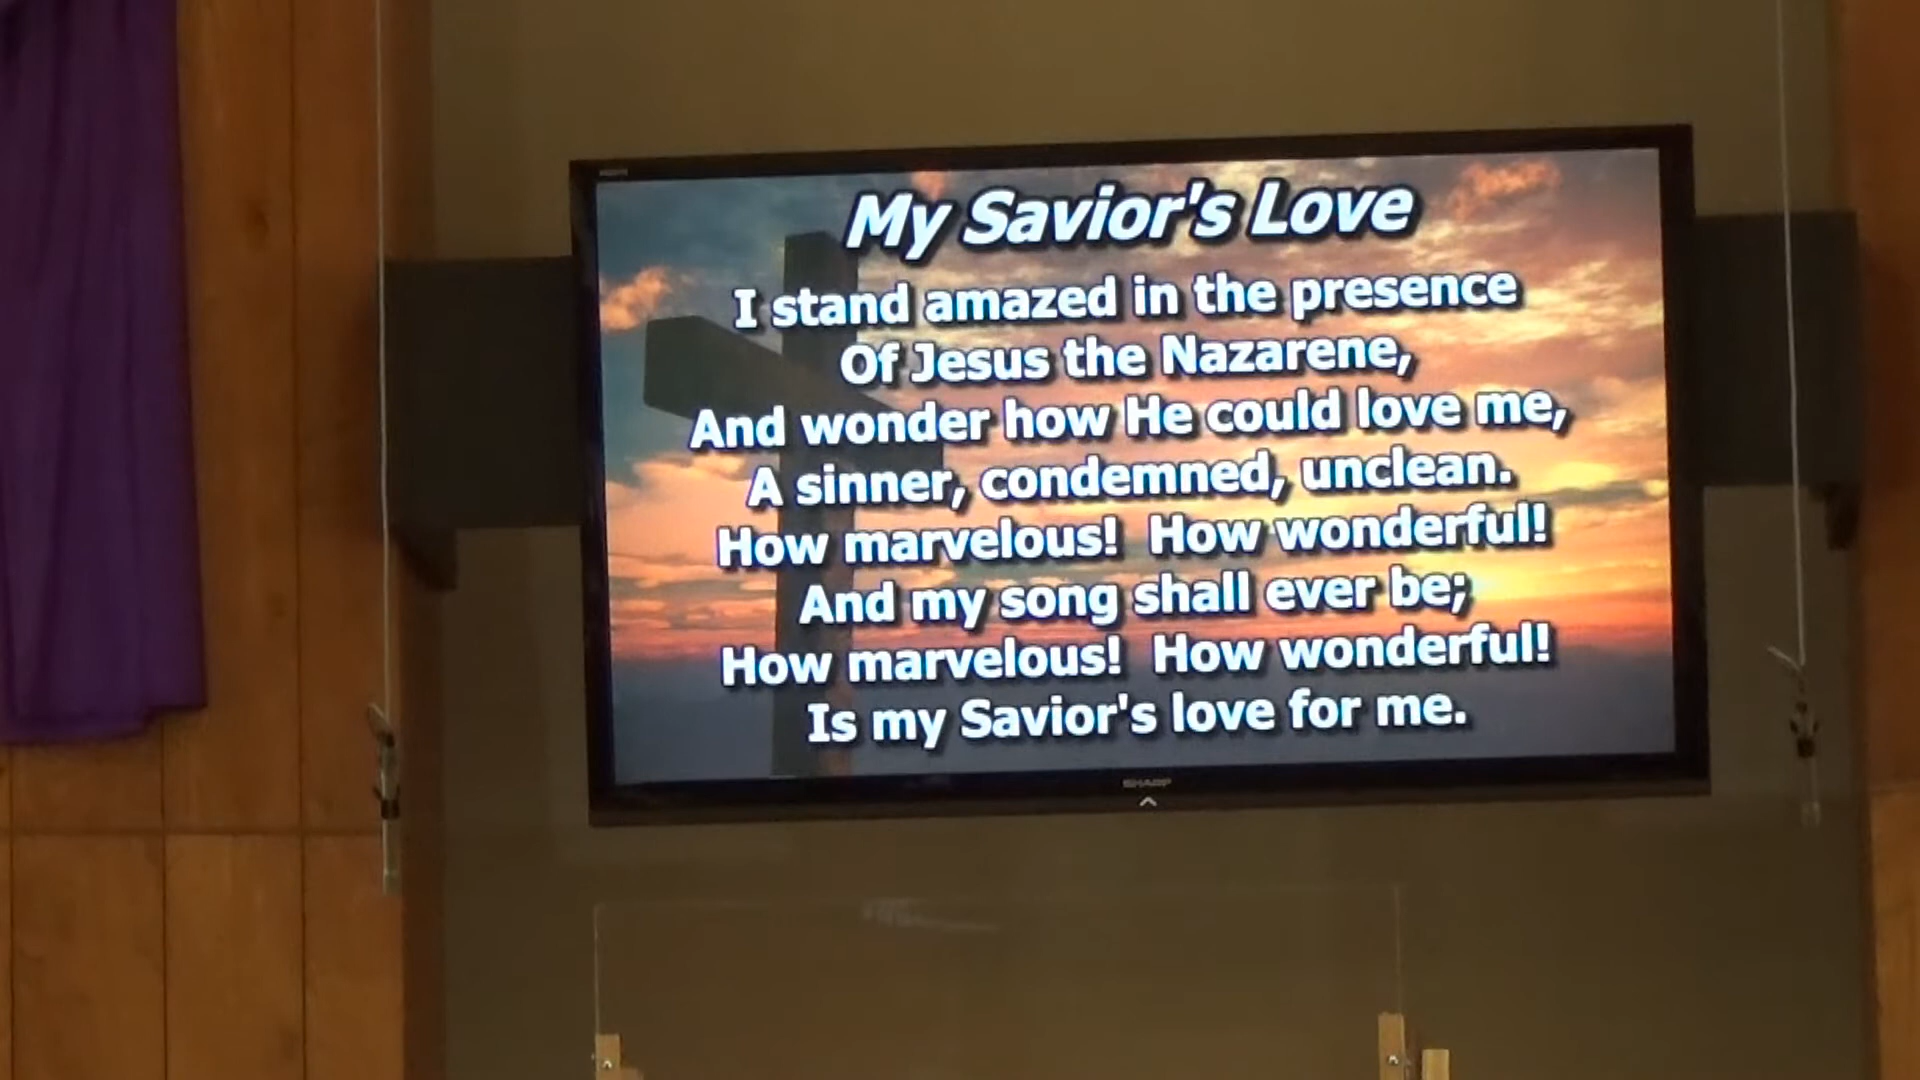 My Savior's Love
I stand amazed in the presence
Of Jesus the Nazarene,
And wonder how He could love me,
A sinner, condemned, unclean.
How marvelous!  How wonderful!
And my song shall ever be;
How marvelous!  How wonderful!
Is my Savior's love for me.
SHARP